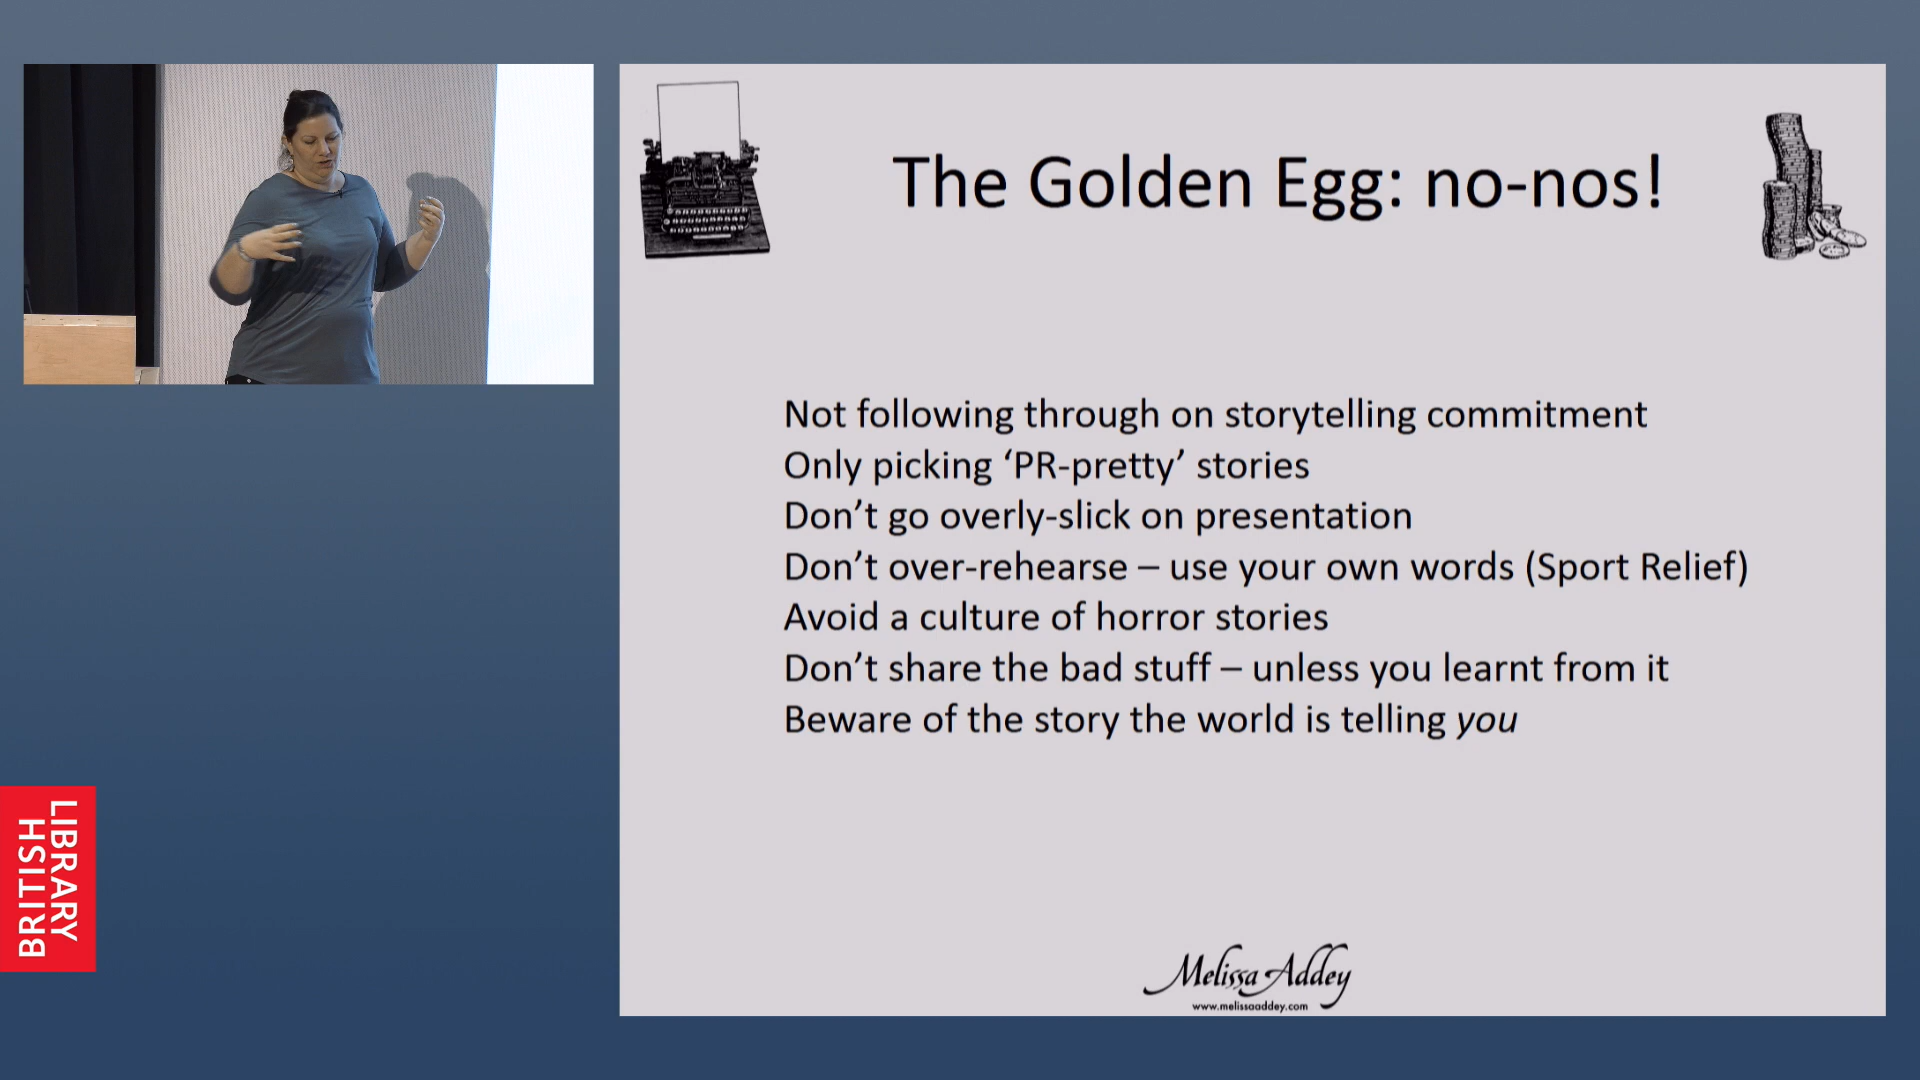 The Golden Egg: no-nos!
Not following through on storytelling commitment
Only picking ‘PR-pretty’ stories
Don’t go overly-slick on presentation
Don’t over-rehearse – use your own words (Sport Relief)
Avoid a culture of horror stories
Don’t share the bad stuff – unless you learnt from it
Beware of the story the world is telling you
Melissa Addey
www.melissaaddey.com
BRITISH
LIBRARY